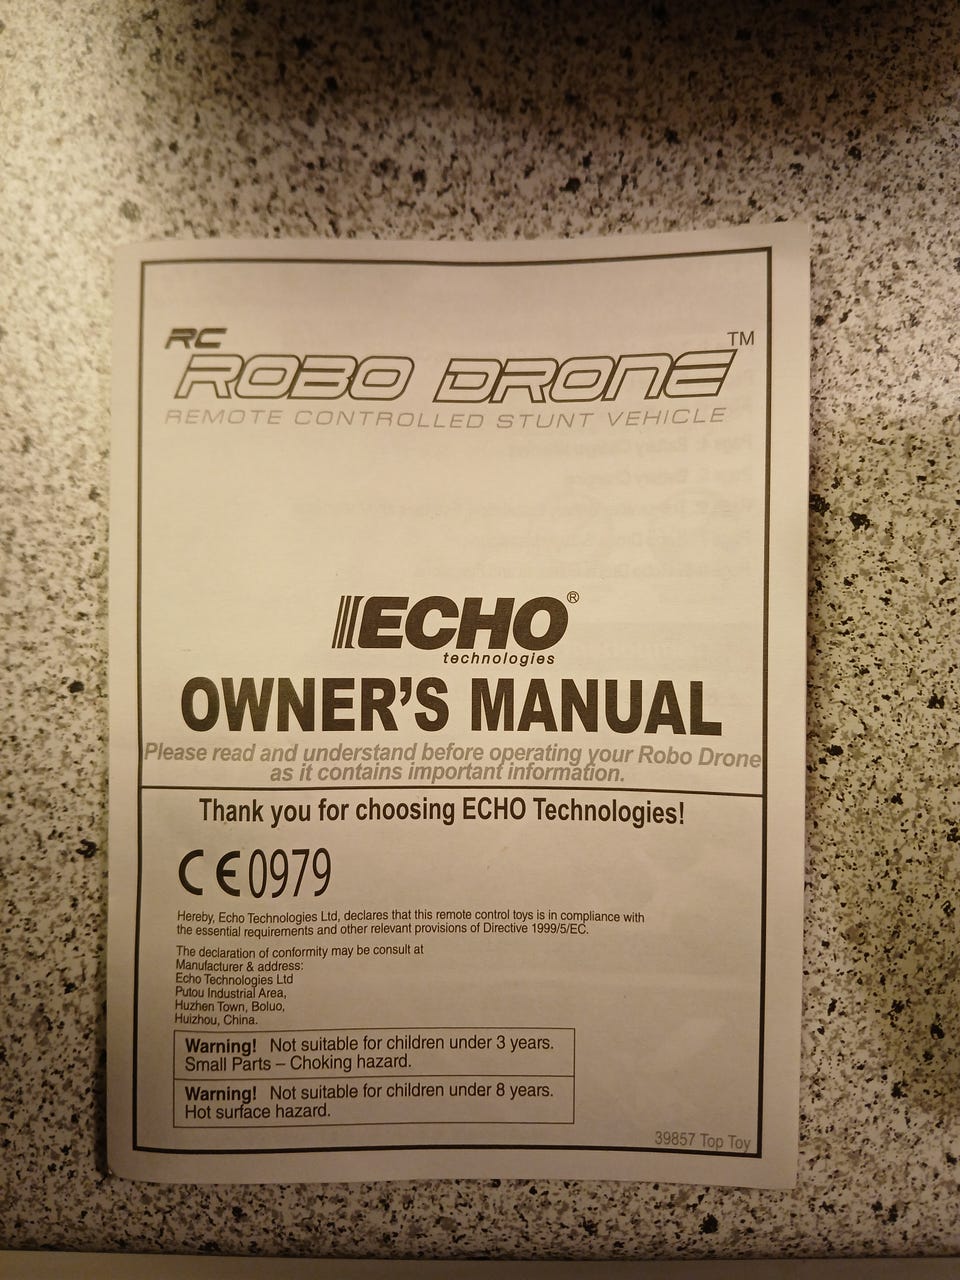 RC
ROBO DRONE™
REMOTE CONTROLLED STUNT VEHICLE
ECHO®
technologies
OWNER'S MANUAL
Please read and understand before operating your Robo Drone
as it contains important information.
Thank you for choosing ECHO Technologies!
CE0979
Hereby, Echo Technologies Ltd, declares that this remote control toys is in compliance with
the essential requirements and other relevant provisions of Directive 1999/5/EC.
The declaration of conformity may be consult at
Manufacturer & address:
Echo Technologies Ltd
Putou Industrial Area,
Huzhen Town, Boluo,
Huizhou, China.
Warning! Not suitable for children under 3 years.
Small Parts – Choking hazard.
Warning! Not suitable for children under 8 years.
Hot surface hazard.
39857 Top Toy